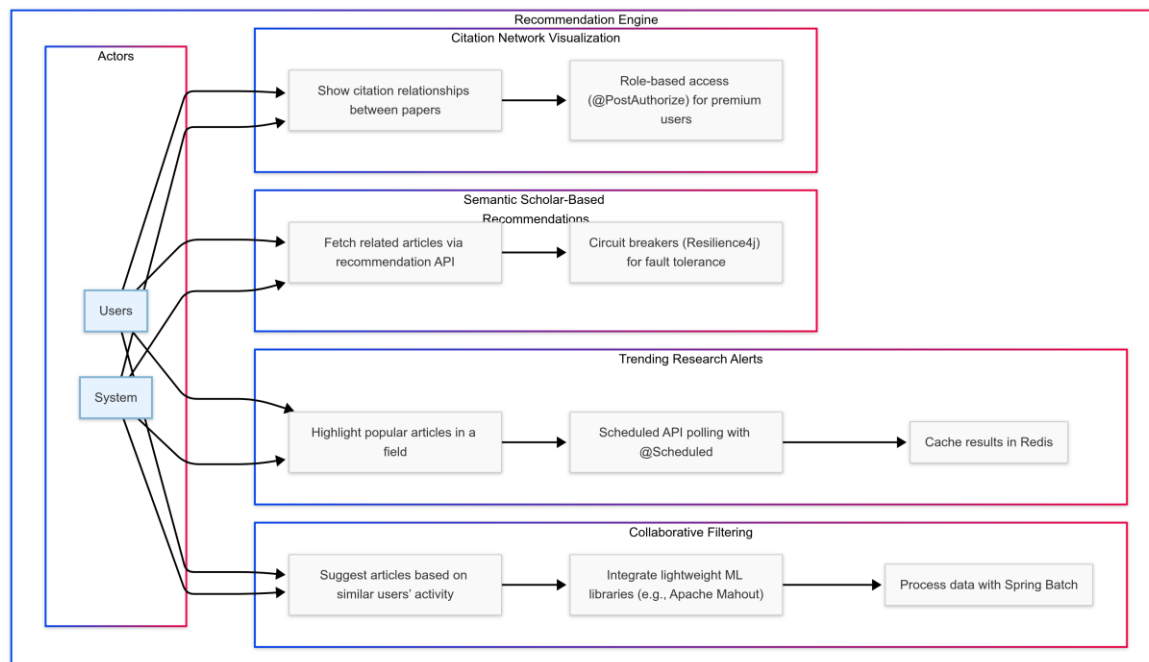 Recommendation Engine
Actors
Users
System
Citation Network Visualization
Show citation relationships
between papers
Role-based access
(@PostAuthorize) for premium
users
Semantic Scholar-Based
Recommendations
Fetch related articles via
recommendation API
Circuit breakers (Resilience4j)
for fault tolerance
Trending Research Alerts
Highlight popular articles in a
field
Scheduled API polling with
@Scheduled
Cache results in Redis
Collaborative Filtering
Suggest articles based on
similar users’ activity
Integrate lightweight ML
libraries (e.g., Apache Mahout)
Process data with Spring Batch